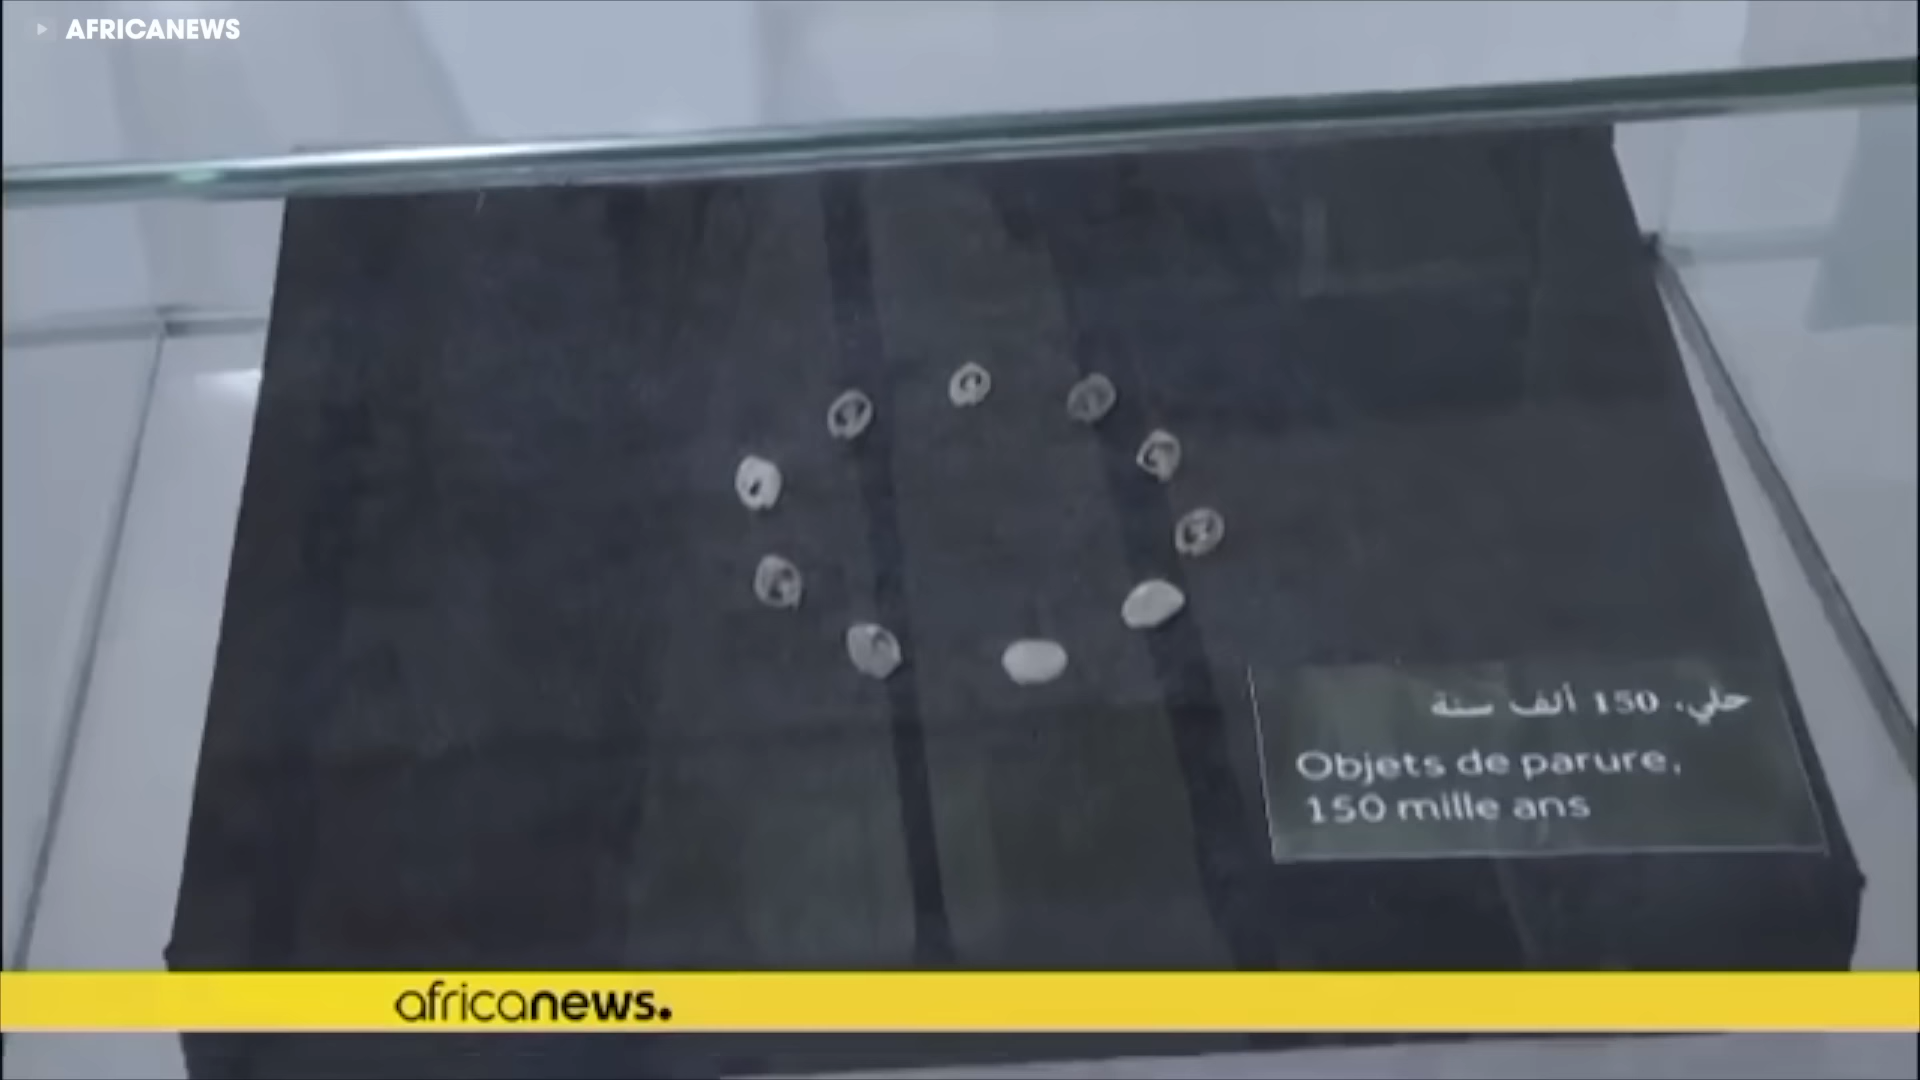 AFRICANEWS
حلي، 150 ألف سنة
Objets de parure,
150 mille ans
africanews.